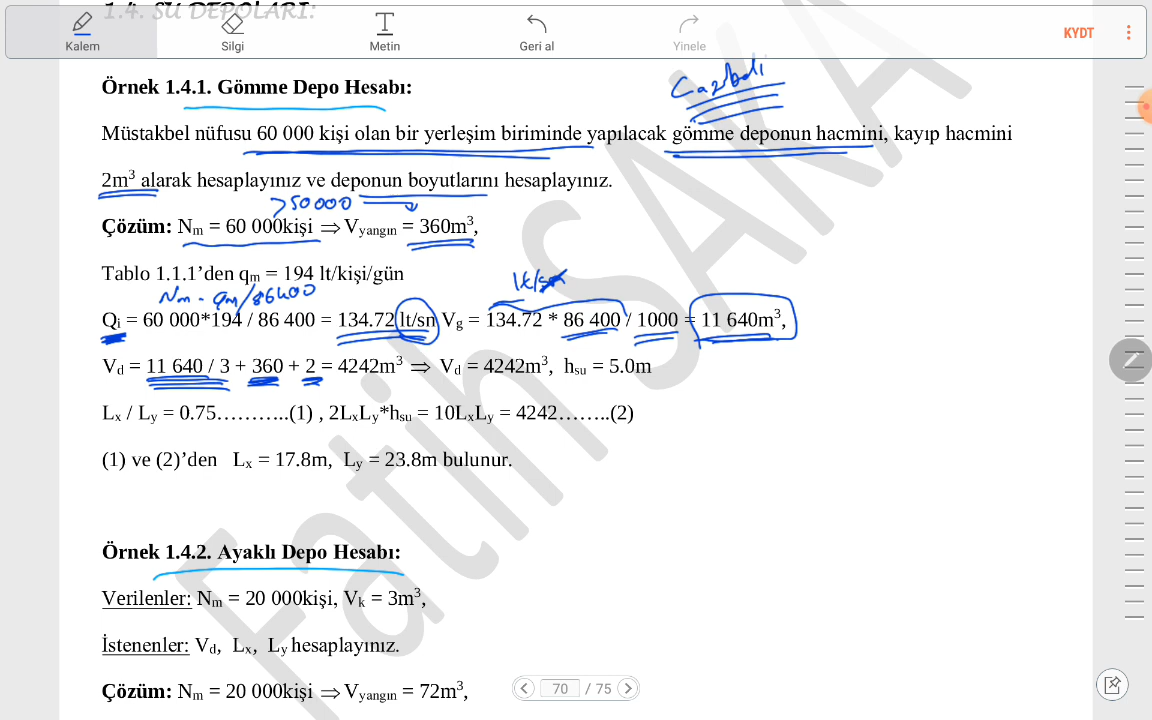 1.4. SU DEPOLARI:
Kalem
Silgi
Metin
Geri al
Yinele
KYDT
Örnek 1.4.1. Gömme Depo Hesabı:
Cazibeli
Müstakbel nüfusu 60 000 kişi olan bir yerleşim biriminde yapılacak gömme deponun hacmini, kayıp hacmini
2m³ alarak hesaplayınız ve deponun boyutlarını hesaplayınız.
>50000
Çözüm: Nm = 60 000kişi ⇒ Vyangın = 360m³,
Tablo 1.1.1’den qm = 194 lt/kişi/gün
Nm . qm/86400
lt/sn
Qi = 60 000*194 / 86 400 = 134.72 lt/sn Vg = 134.72 * 86 400 / 1000 = 11 640m³,
Vd = 11 640 / 3 + 360 + 2 = 4242m³ ⇒ Vd = 4242m³, hsu = 5.0m
Lx / Ly = 0.75………..(1) , 2LxLy*hsu = 10LxLy = 4242……..(2)
(1) ve (2)’den Lx = 17.8m, Ly = 23.8m bulunur.
Örnek 1.4.2. Ayaklı Depo Hesabı:
Verilenler: Nm = 20 000kişi, Vk = 3m³,
İstenenler: Vd, Lx, Ly hesaplayınız.
Çözüm: Nm = 20 000kişi ⇒ Vyangın = 72m³,
70 / 75
Fatih SAKA